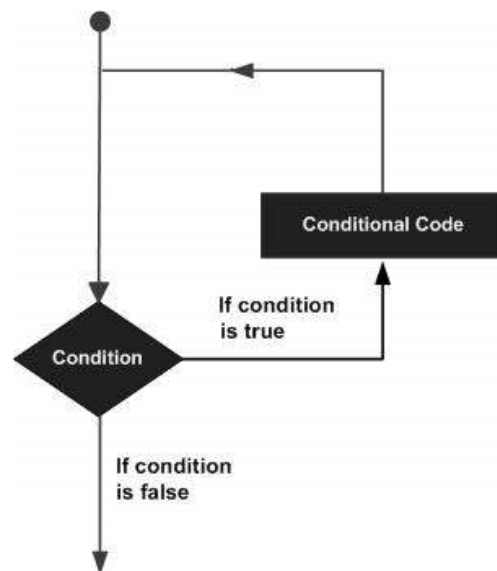 Conditional Code
If condition
is true
Condition
If condition
is false